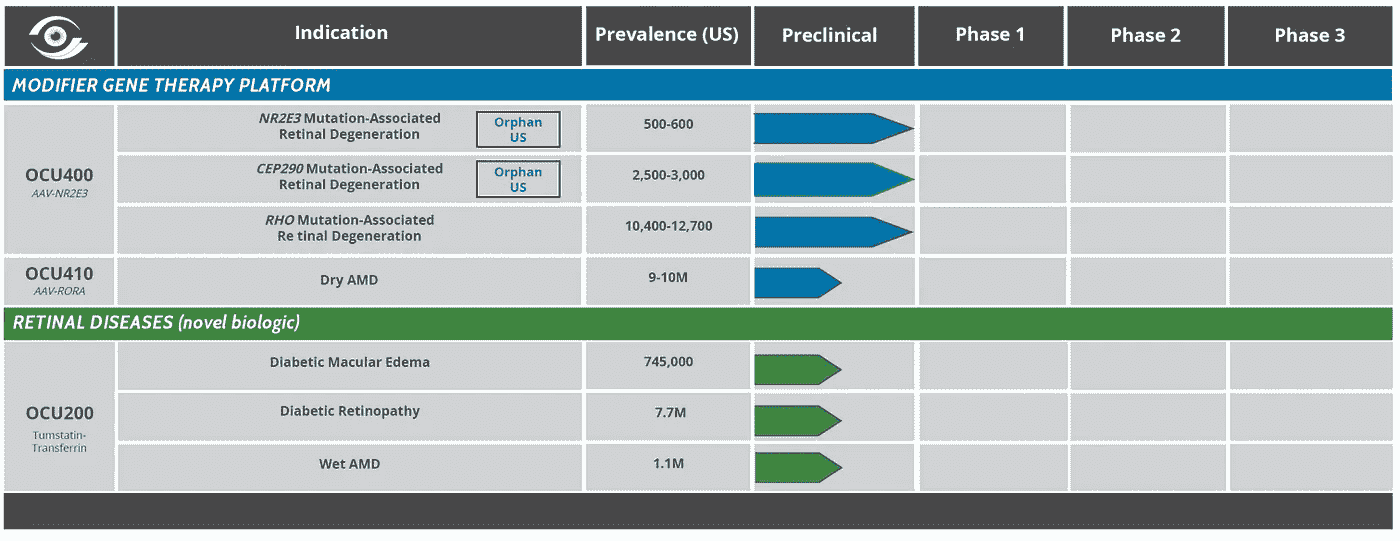 Indication
Prevalence (US)
Preclinical
Phase 1
Phase 2
Phase 3
MODIFIER GENE THERAPY PLATFORM
OCU400
AAV-NR2E3
NR2E3 Mutation-Associated
Retinal Degeneration
Orphan
US
500-600
CEP290 Mutation-Associated
Retinal Degeneration
Orphan
US
2,500-3,000
RHO Mutation-Associated
Re tinal Degeneration
10,400-12,700
OCU410
AAV-RORA
Dry AMD
9-10M
RETINAL DISEASES (novel biologic)
OCU200
Tumstatin-
Transferrin
Diabetic Macular Edema
745,000
Diabetic Retinopathy
7.7M
Wet AMD
1.1M